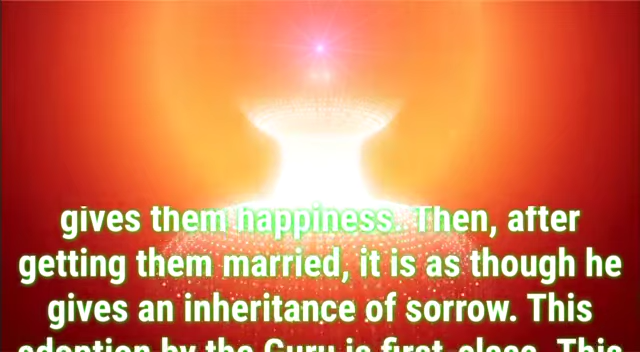 gives them happiness. Then, after
getting them married, it is as though he
gives an inheritance of sorrow. This
adoption by the Guru is first-class. This